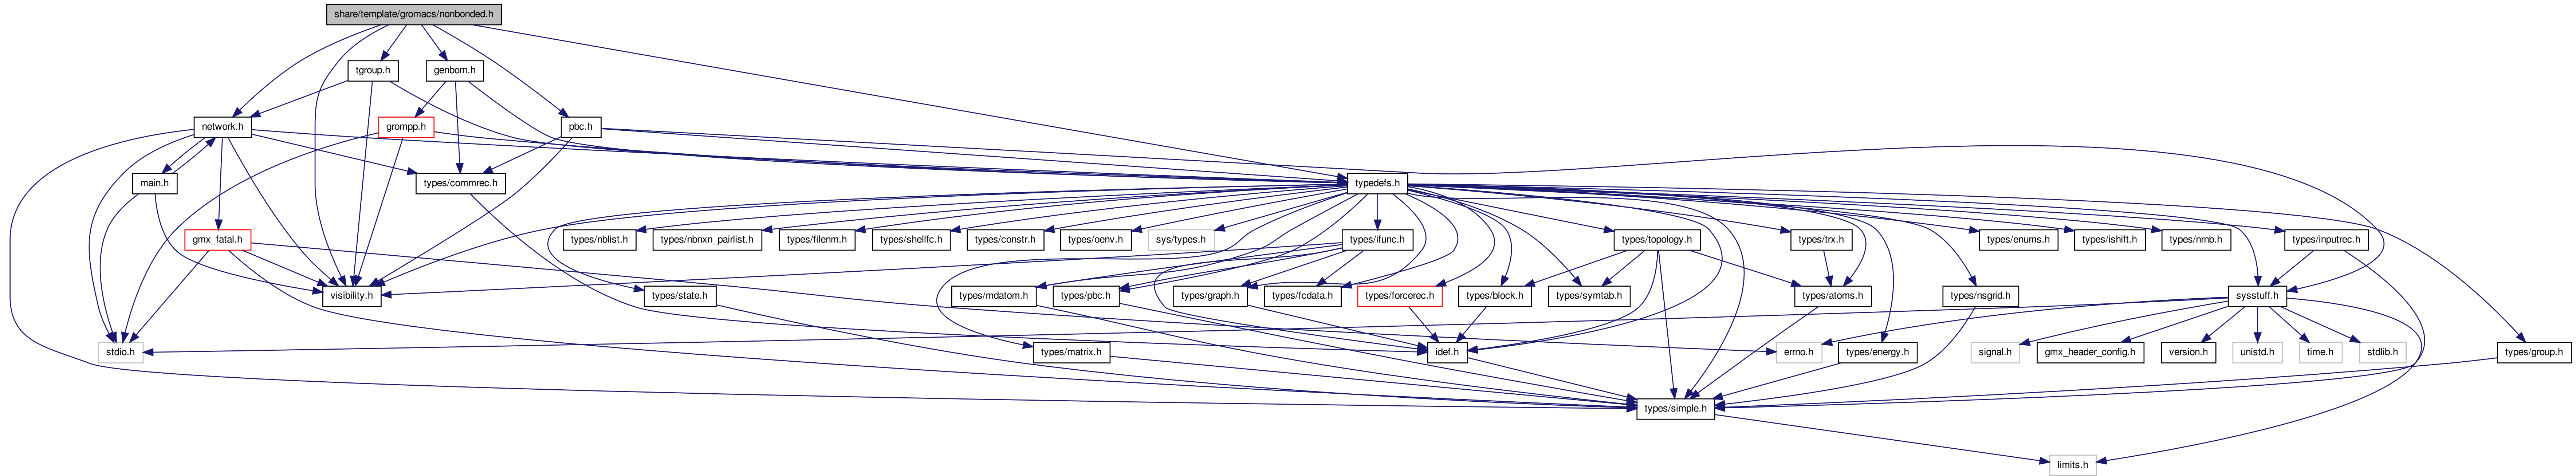 share/template/gromacs/nonbonded.h
tgroup.h
genborn.h
network.h
grompp.h
pbc.h
main.h
types/commrec.h
typedefs.h
gmx_fatal.h
types/nblist.h
types/nbnxn_pairlist.h
types/filenm.h
types/shellfc.h
types/constr.h
types/oenv.h
sys/types.h
types/ifunc.h
types/topology.h
types/trx.h
types/enums.h
types/ishift.h
types/nrnb.h
types/inputrec.h
visibility.h
types/state.h
types/mdatom.h
types/pbc.h
types/graph.h
types/fcdata.h
types/forcerec.h
types/block.h
types/symtab.h
types/atoms.h
types/nsgrid.h
sysstuff.h
stdio.h
types/matrix.h
idef.h
errno.h
types/energy.h
signal.h
gmx_header_config.h
version.h
unistd.h
time.h
stdlib.h
types/group.h
types/simple.h
limits.h